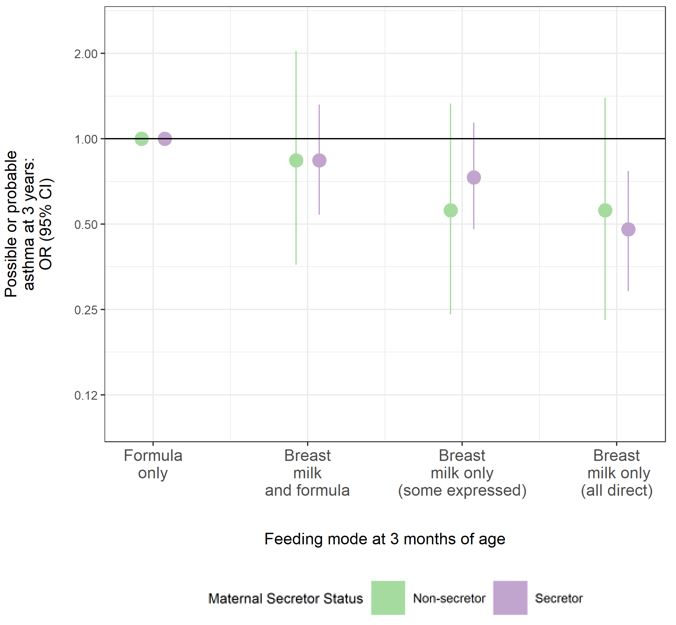 Possible or probable
asthma at 3 years:
OR (95% CI)
2.00
1.00
0.50
0.25
0.12
Formula
only
Breast
milk
and formula
Breast
milk only
(some expressed)
Breast
milk only
(all direct)
Feeding mode at 3 months of age
Maternal Secretor Status Non-secretor Secretor